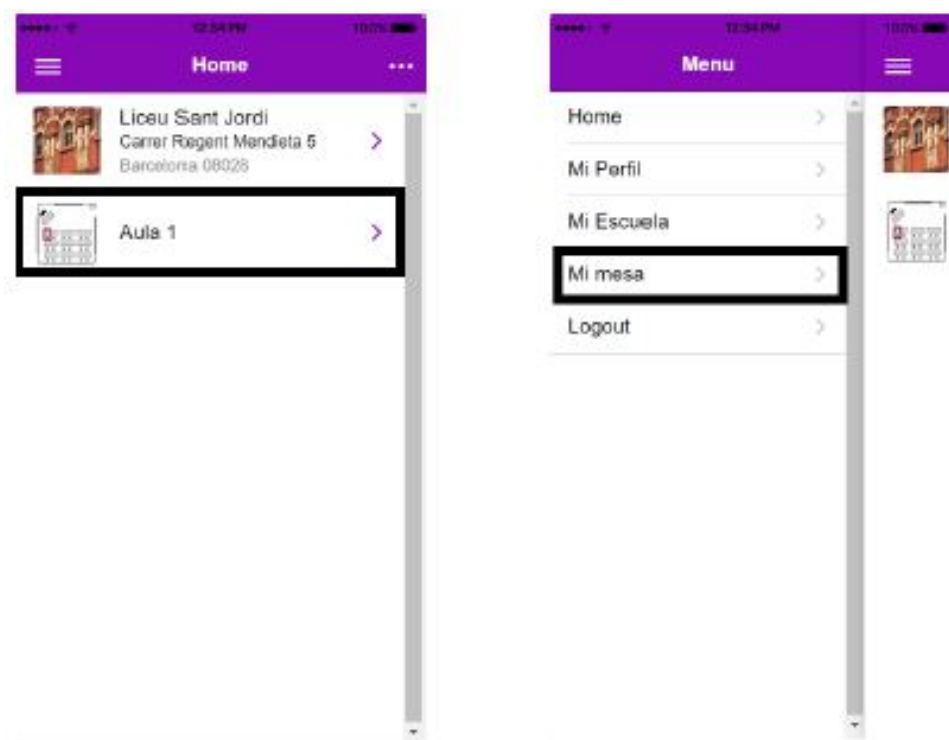 12:34 PM
100%
Home
Liceu Sant Jordi
Carrer Regent Mendieta 5
Barcelona 08028
Aula 1
12:34 PM
100%
Menu
Home
Mi Perfil
Mi Escuela
Mi mesa
Logout